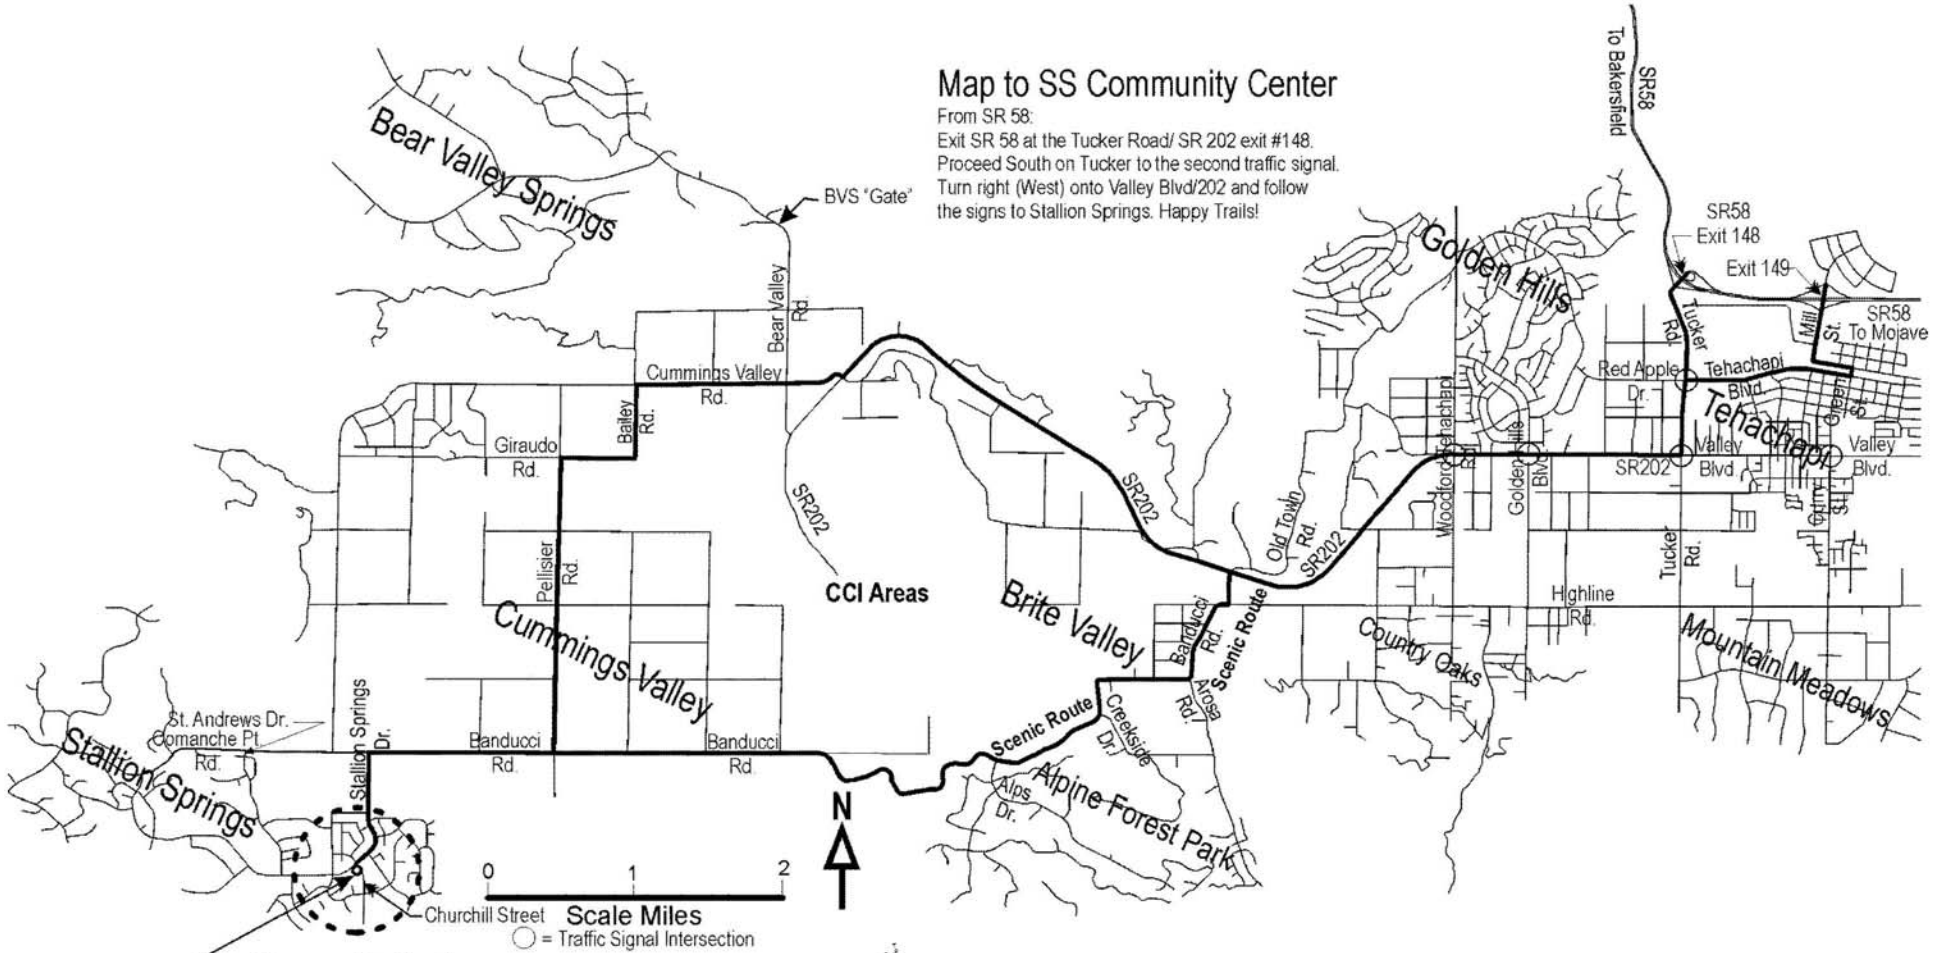 Map to SS Community Center
From SR 58:
Exit SR 58 at the Tucker Road/ SR 202 exit #148.
Proceed South on Tucker to the second traffic signal.
Turn right (West) onto Valley Blvd/202 and follow
the signs to Stallion Springs. Happy Trails!
To Bakersfield
SR58
Bear Valley Springs
BVS "Gate"
SR58
Exit 148
Exit 149
Golden Hills
Bear Valley
Rd.
Tucker
Rd.
Mill
St.
SR58
To Mojave
Cummings Valley
Rd.
Red Apple
Dr.
Tehachapi
Blvd.
Tehachapi
Green
St.
Bailey
Rd.
Giraudo
Rd.
Woodford Tehachapi
Rd.
Golden Hills
Blvd.
SR202
Valley
Blvd.
Valley
Blvd.
Curry
St.
SR202
SR202
Old Town
Rd.
SR202
Tucker
Rd.
Pellisier
Rd.
CCI Areas
Brite Valley
Banducci
Rd.
Scenic Route
Highline
Rd.
Country Oaks
Mountain Meadows
Cummings Valley
Arosa
Rd.
Creekside
Dr.
Scenic Route
St. Andrews Dr.
Comanche Pt.
Rd.
Stallion Springs
Dr.
Banducci
Rd.
Banducci
Rd.
Stallion Springs
Alps
Dr.
Alpine Forest Park
N
0 1 2
Scale Miles
Churchill Street
= Traffic Signal Intersection